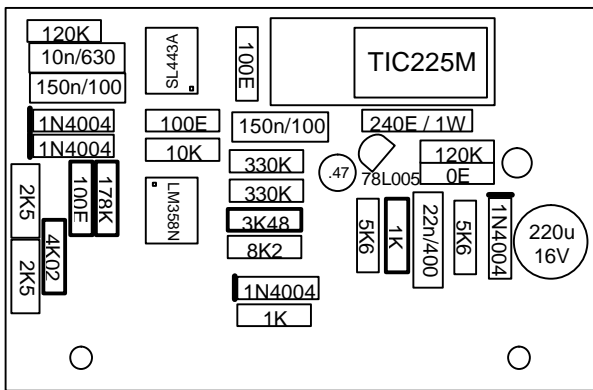 120K
10n/630
150n/100
SL443A
100E
TIC225M
1N4004
1N4004
100E
10K
150n/100
240E / 1W
330K
330K
.47
78L005
120K
0E
2K5
100E
178K
LM358N
3K48
8K2
5K6
1K
22n/400
5K6
1N4004
220u
16V
2K5
4K02
1N4004
1K